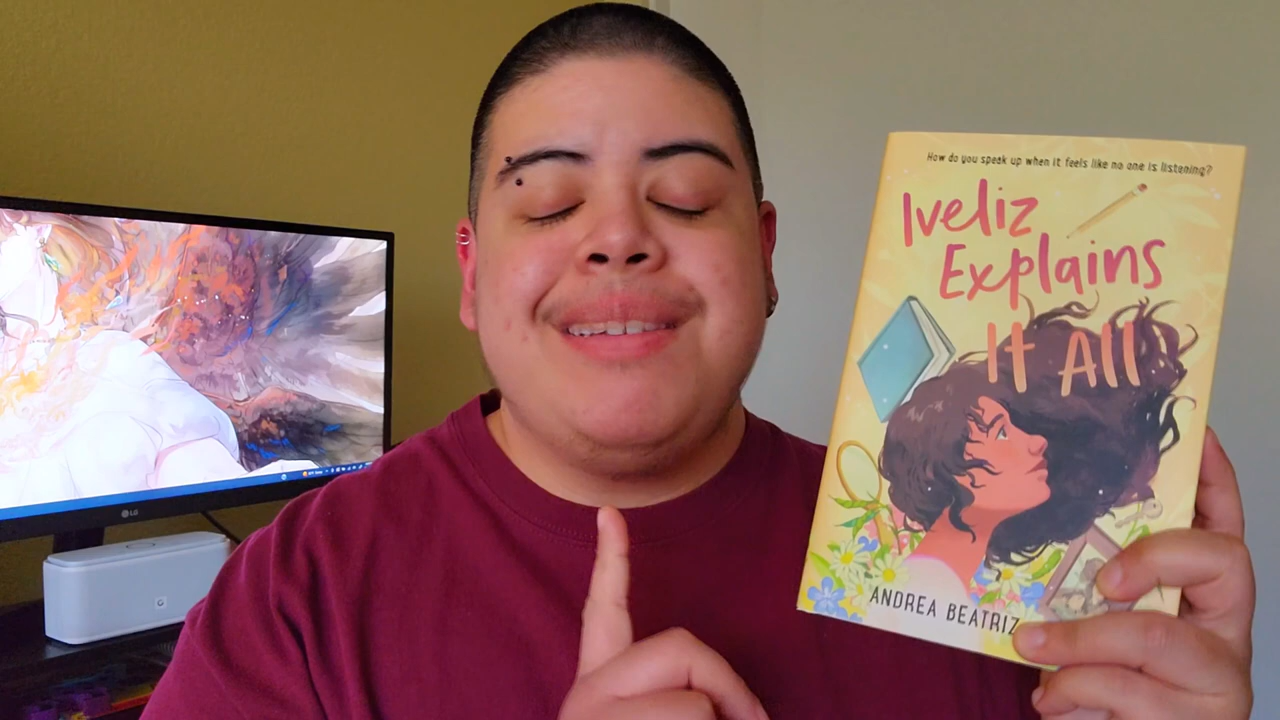 How do you speak up when it feels like no one is listening?
Iveliz
Explains
It All
ANDREA BEATRIZ
LG
G